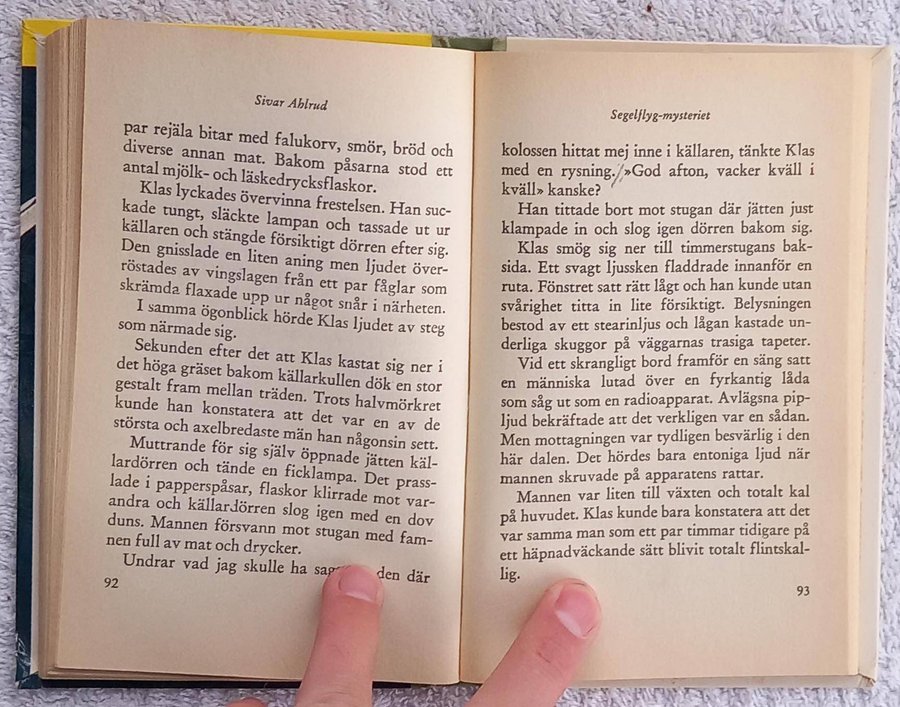 Sivar Ahlrud
par rejäla bitar med falukorv, smör, bröd och
diverse annan mat. Bakom påsarna stod ett
antal mjölk- och läskedrycksflaskor.
Klas lyckades övervinna frestelsen. Han suc-
kade tungt, släckte lampan och tassade ut ur
källaren och stängde försiktigt dörren efter sig.
Den gnisslade en liten aning men ljudet över-
röstades av vingslagen från ett par fåglar som
skrämda flaxade upp ur något snår i närheten.
I samma ögonblick hörde Klas ljudet av steg
som närmade sig.
Sekunden efter det att Klas kastat sig ner i
det höga gräset bakom källarkullen dök en stor
gestalt fram mellan träden. Trots halvmörkret
kunde han konstatera att det var en av de
största och axelbredaste män han någonsin sett.
Muttrande för sig själv öppnade jätten käl-
lardörren och tände en ficklampa. Det prass-
lade i papperspåsar, flaskor klirrade mot var-
andra och källardörren slog igen med en dov
duns. Mannen försvann mot stugan med fam-
nen full av mat och drycker.
Undrar vad jag skulle ha den där
92
Segelflyg-mysteriet
kolossen hittat mej inne i källaren, tänkte Klas
med en rysning. »God afton, vacker kväll i
kväll» kanske?
Han tittade bort mot stugan där jätten just
klampade in och slog igen dörren bakom sig.
Klas smög sig ner till timmerstugans bak-
sida. Ett svagt ljussken fladdrade innanför en
ruta. Fönstret satt rätt lågt och han kunde utan
svårighet titta in lite försiktigt. Belysningen
bestod av ett stearinljus och lågan kastade un-
derliga skuggor på väggarnas trasiga tapeter.
Vid ett skrangligt bord framför en säng satt
en människa lutad över en fyrkantig låda
som såg ut som en radioapparat. Avlägsna pip-
ljud bekräftade att det verkligen var en sådan.
Men mottagningen var tydligen besvärlig i den
här dalen. Det hördes bara entoniga ljud när
mannen skruvade på apparatens rattar.
Mannen var liten till växten och totalt kal
på huvudet. Klas kunde bara konstatera att det
var samma man som ett par timmar tidigare på
ett häpnadväckande sätt blivit totalt flintskal-
lig.
93